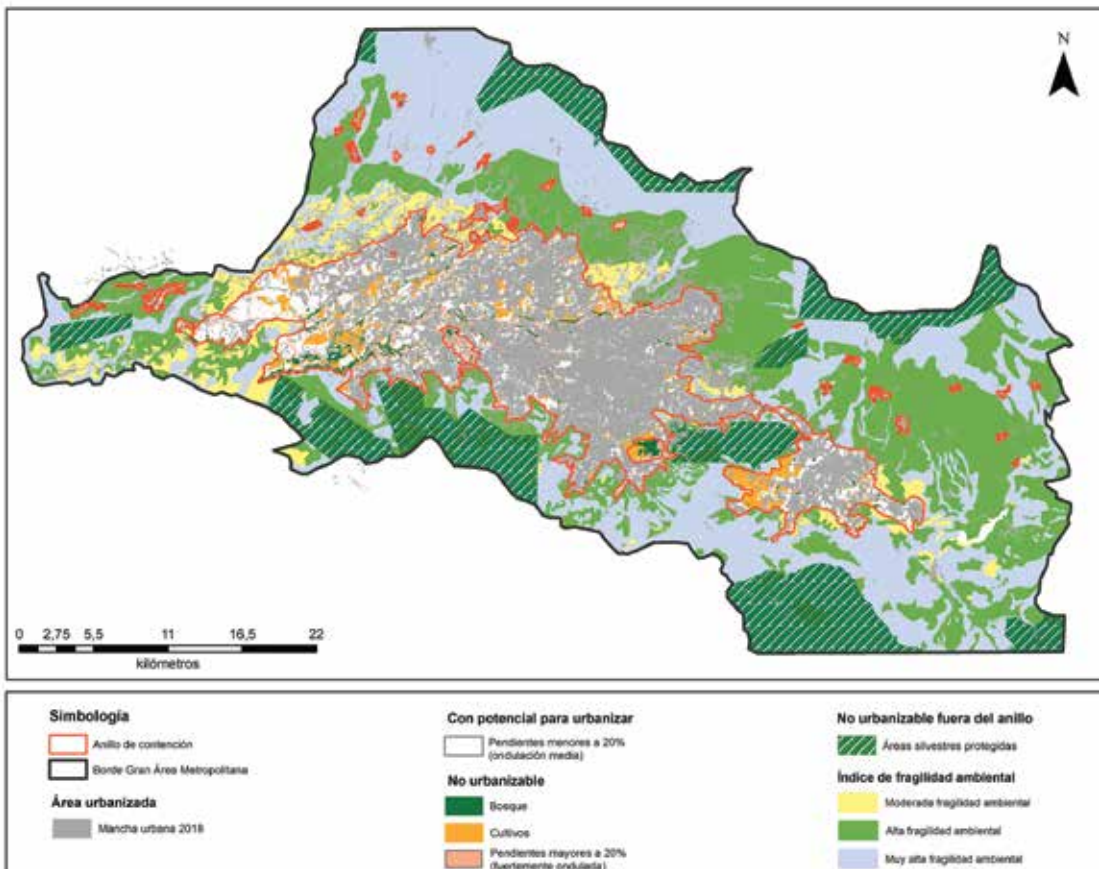 N
0 2,75 5,5 11 16,5 22
kilómetros
Simbología
Anillo de contención
Borde Gran Área Metropolitana
Área urbanizada
Mancha urbana 2018
Con potencial para urbanizar
Pendientes menores a 20%
(ondulación media)
No urbanizable
Bosque
Cultivos
Pendientes mayores a 20%
(fuertemente ondulada)
No urbanizable fuera del anillo
Áreas silvestres protegidas
Índice de fragilidad ambiental
Moderada fragilidad ambiental
Alta fragilidad ambiental
Muy alta fragilidad ambiental